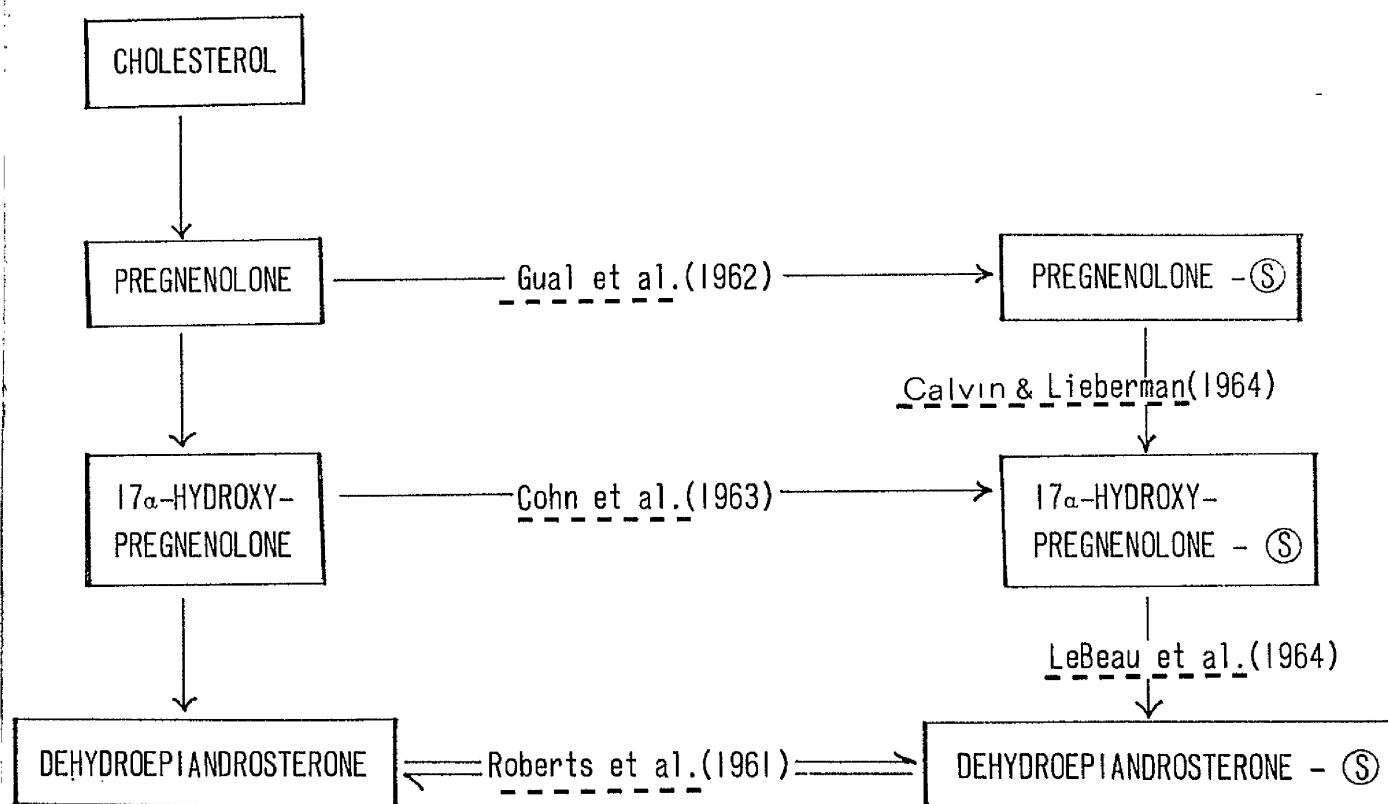 CHOLESTEROL
PREGNENOLONE
Gual et al.(1962)
PREGNENOLONE - Ⓢ
Calvin & Lieberman(1964)
17α-HYDROXY-
PREGNENOLONE
Cohn et al.(1963)
17α-HYDROXY-
PREGNENOLONE - Ⓢ
LeBeau et al.(1964)
DEHYDROEPIANDROSTERONE
Roberts et al.(1961)
DEHYDROEPIANDROSTERONE - Ⓢ